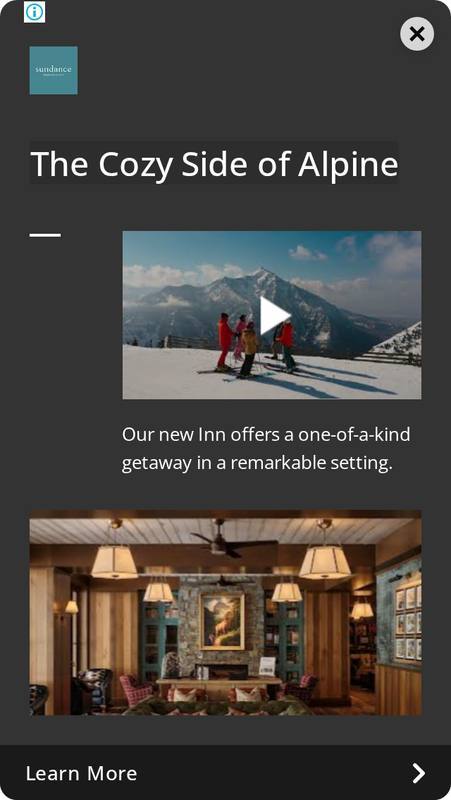 sundance
The Cozy Side of Alpine
Our new Inn offers a one-of-a-kind
getaway in a remarkable setting.
Learn More